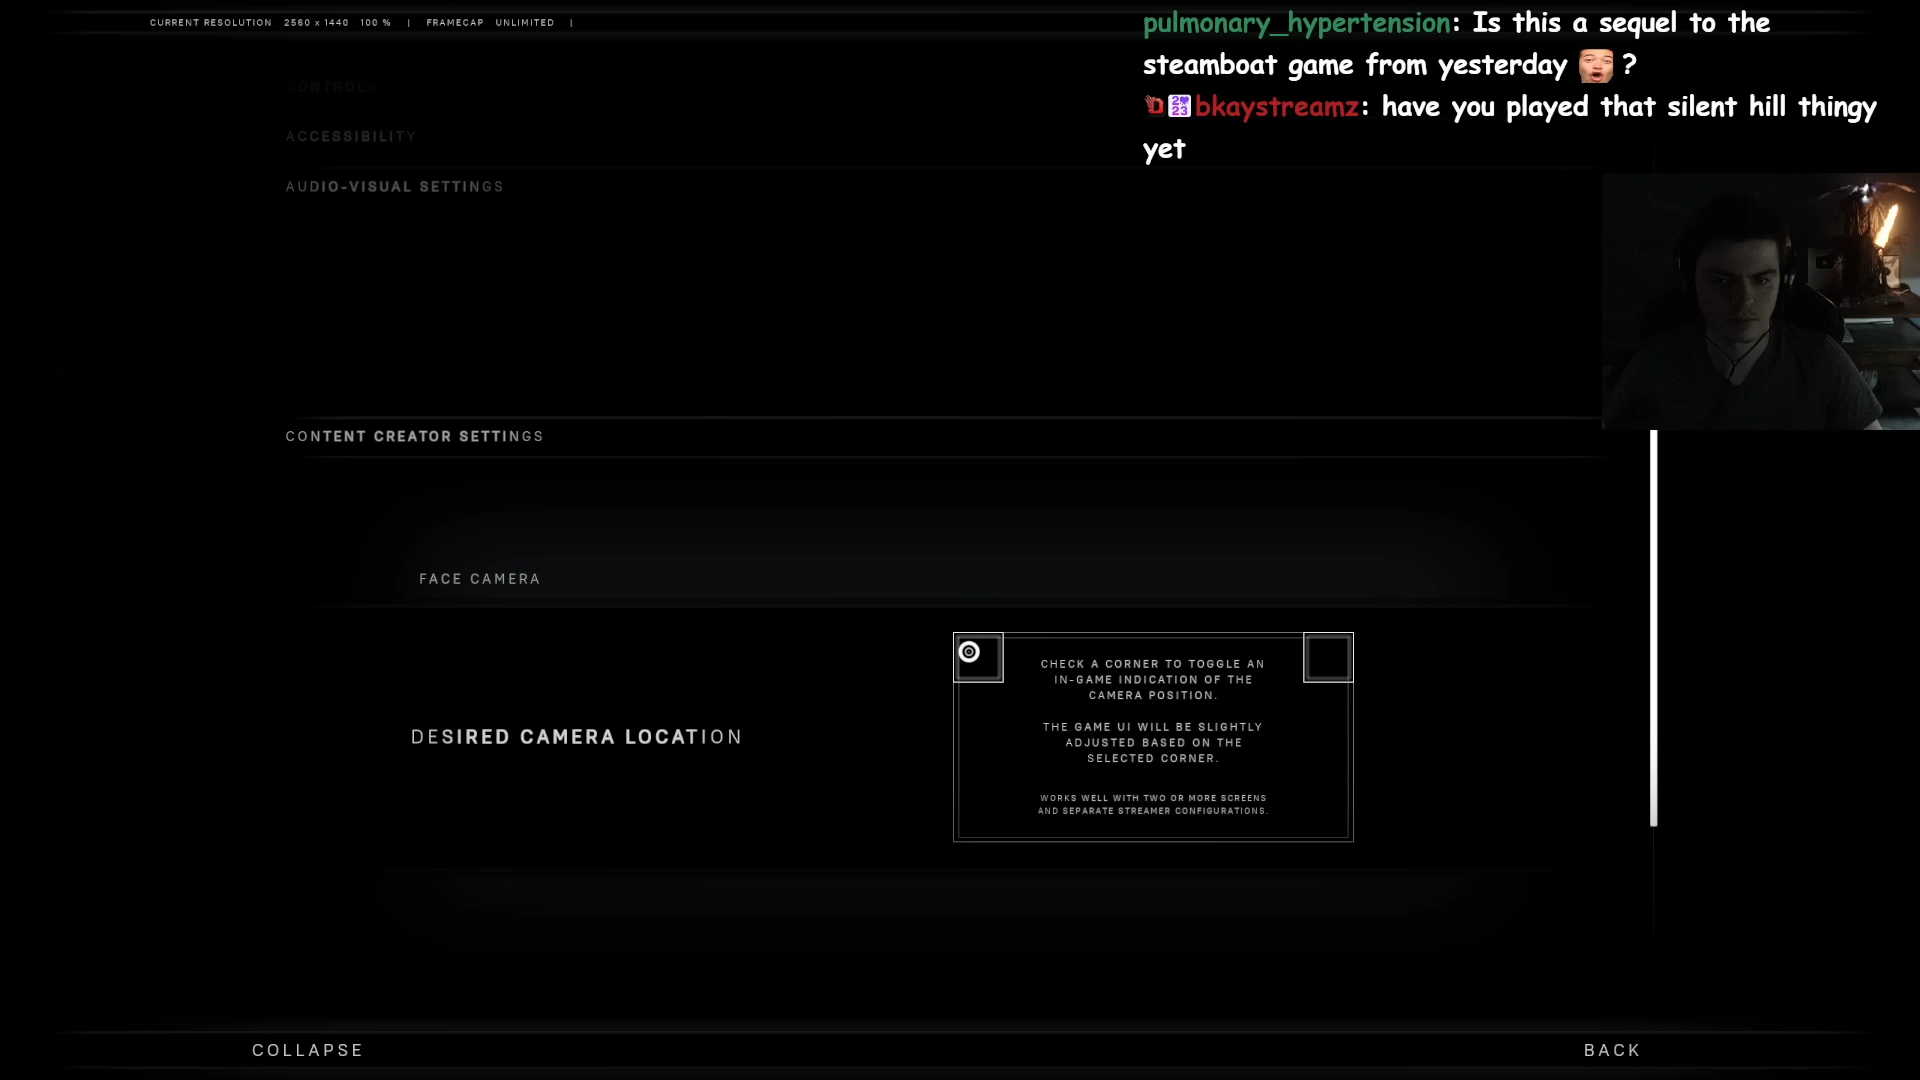 CURRENT RESOLUTION 2560 x 1440 100 % | FRAMECAP UNLIMITED |
pulmonary_hypertension: Is this a sequel to the
steamboat game from yesterday ?
bkaystreamz: have you played that silent hill thingy
yet
CONTROLS
ACCESSIBILITY
AUDIO-VISUAL SETTINGS
CONTENT CREATOR SETTINGS
FACE CAMERA
DESIRED CAMERA LOCATION
CHECK A CORNER TO TOGGLE AN
IN-GAME INDICATION OF THE
CAMERA POSITION.
THE GAME UI WILL BE SLIGHTLY
ADJUSTED BASED ON THE
SELECTED CORNER.
WORKS WELL WITH TWO OR MORE SCREENS
AND SEPARATE STREAMER CONFIGURATIONS.
COLLAPSE
BACK